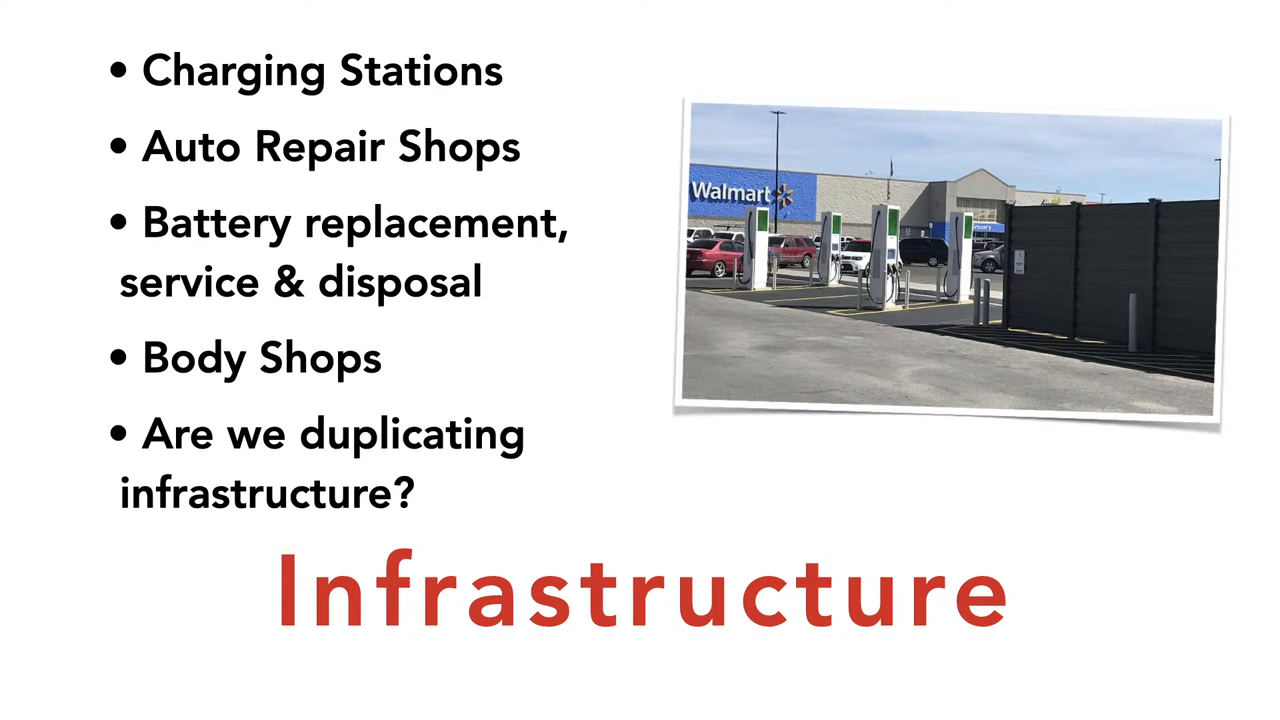 • Charging Stations
• Auto Repair Shops
• Battery replacement,
service & disposal
• Body Shops
• Are we duplicating
infrastructure?
Walmart
Infrastructure